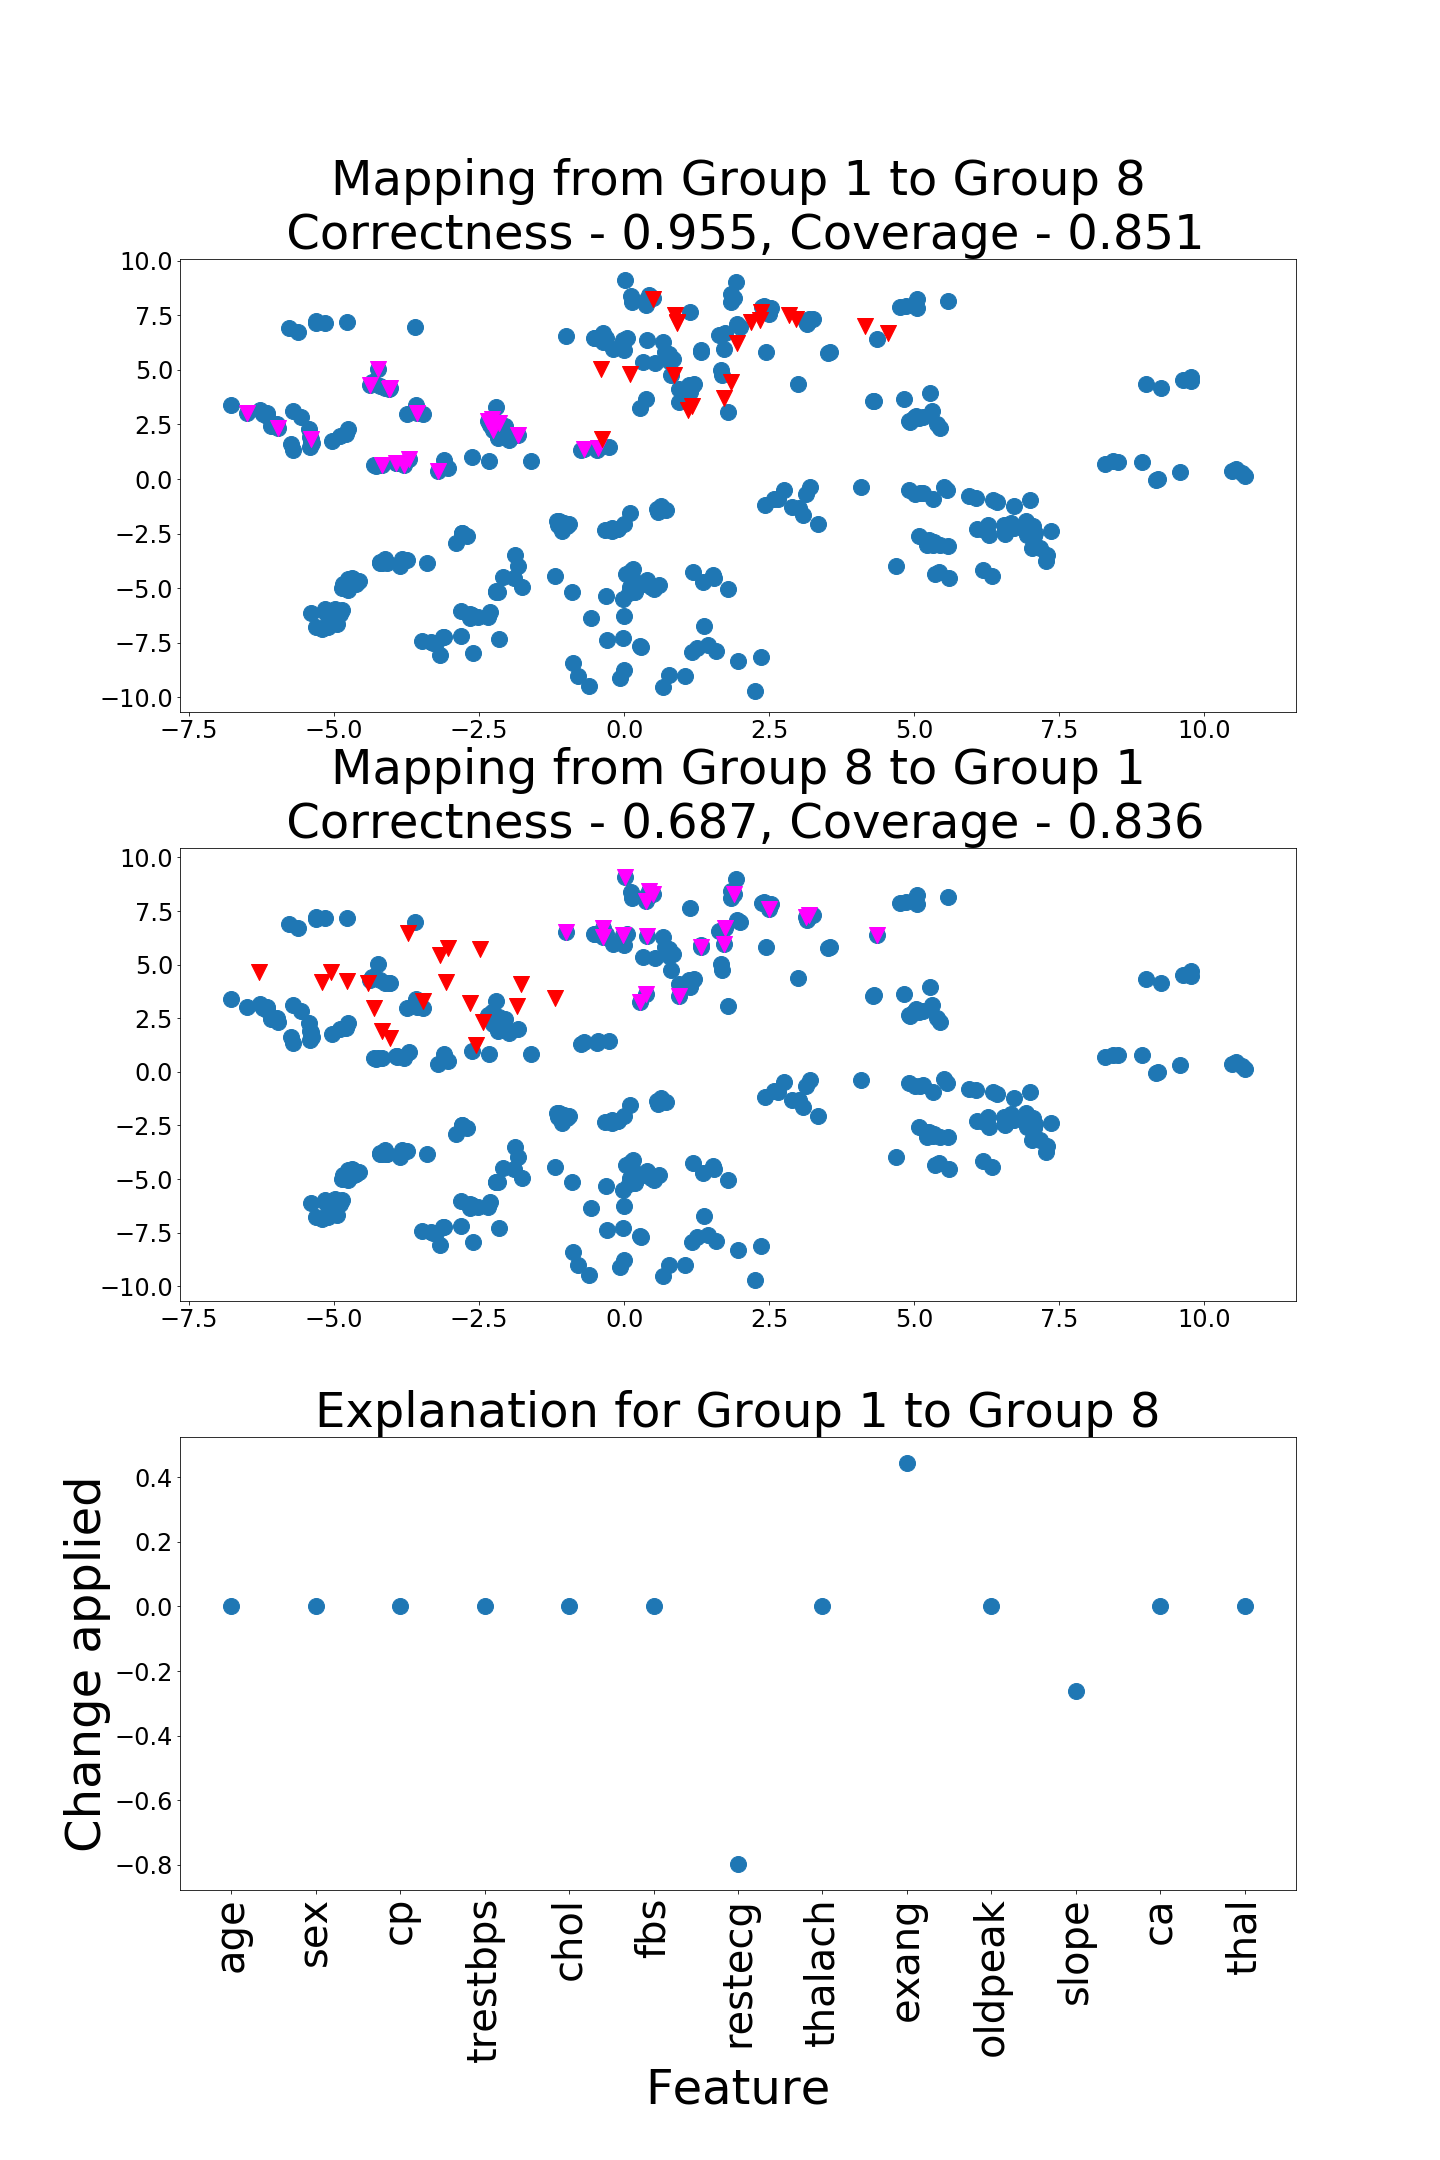 Mapping from Group 1 to Group 8
Correctness - 0.955, Coverage - 0.851
10.0
7.5
5.0
2.5
0.0
−2.5
−5.0
−7.5
−10.0
−7.5 −5.0 −2.5 0.0 2.5 5.0 7.5 10.0
Mapping from Group 8 to Group 1
Correctness - 0.687, Coverage - 0.836
10.0
7.5
5.0
2.5
0.0
−2.5
−5.0
−7.5
−10.0
−7.5 −5.0 −2.5 0.0 2.5 5.0 7.5 10.0
Explanation for Group 1 to Group 8
Change applied
0.4
0.2
0.0
−0.2
−0.4
−0.6
−0.8
age
sex
cp
trestbps
chol
fbs
restecg
thalach
exang
oldpeak
slope
ca
thal
Feature